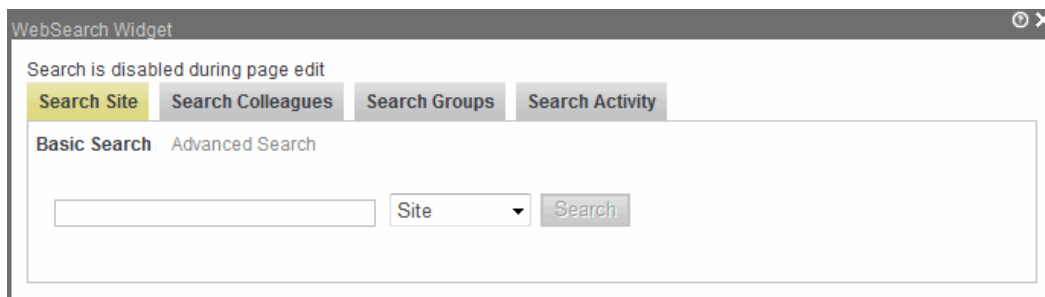 WebSearch Widget
Search is disabled during page edit
Search Site Search Colleagues Search Groups Search Activity
Basic Search Advanced Search
Site Search